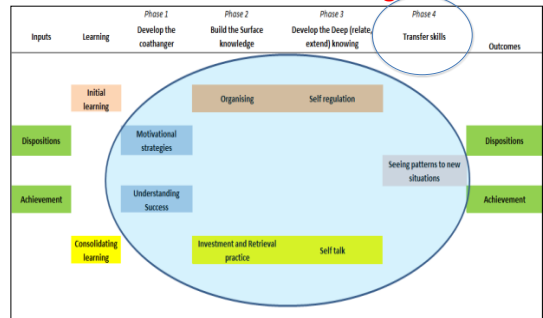 Phase 1
Phase 2
Phase 3
Phase 4
Inputs
Learning
Develop the
coathanger
Build the Surface
knowledge
Develop the Deep (relate,
extend) knowing
Transfer skills
Outcomes
Initial
learning
Organising
Self regulation
Dispositions
Motivational
strategies
Dispositions
Seeing patterns to new
situations
Achievement
Understanding
Success
Achievement
Consolidating
learning
Investment and Retrieval
practice
Self talk